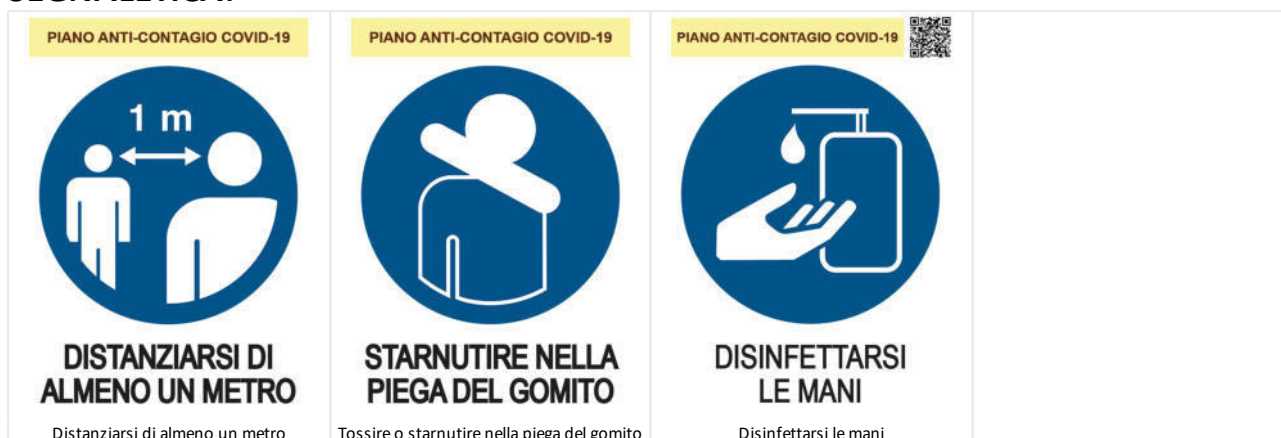 PIANO ANTI-CONTAGIO COVID-19
1 m
DISTANZIARSI DI
ALMENO UN METRO
Distanziarsi di almeno un metro
PIANO ANTI-CONTAGIO COVID-19
STARNUTIRE NELLA
PIEGA DEL GOMITO
Tossire o starnutire nella piega del gomito
PIANO ANTI-CONTAGIO COVID-19
DISINFETTARSI
LE MANI
Disinfettarsi le mani